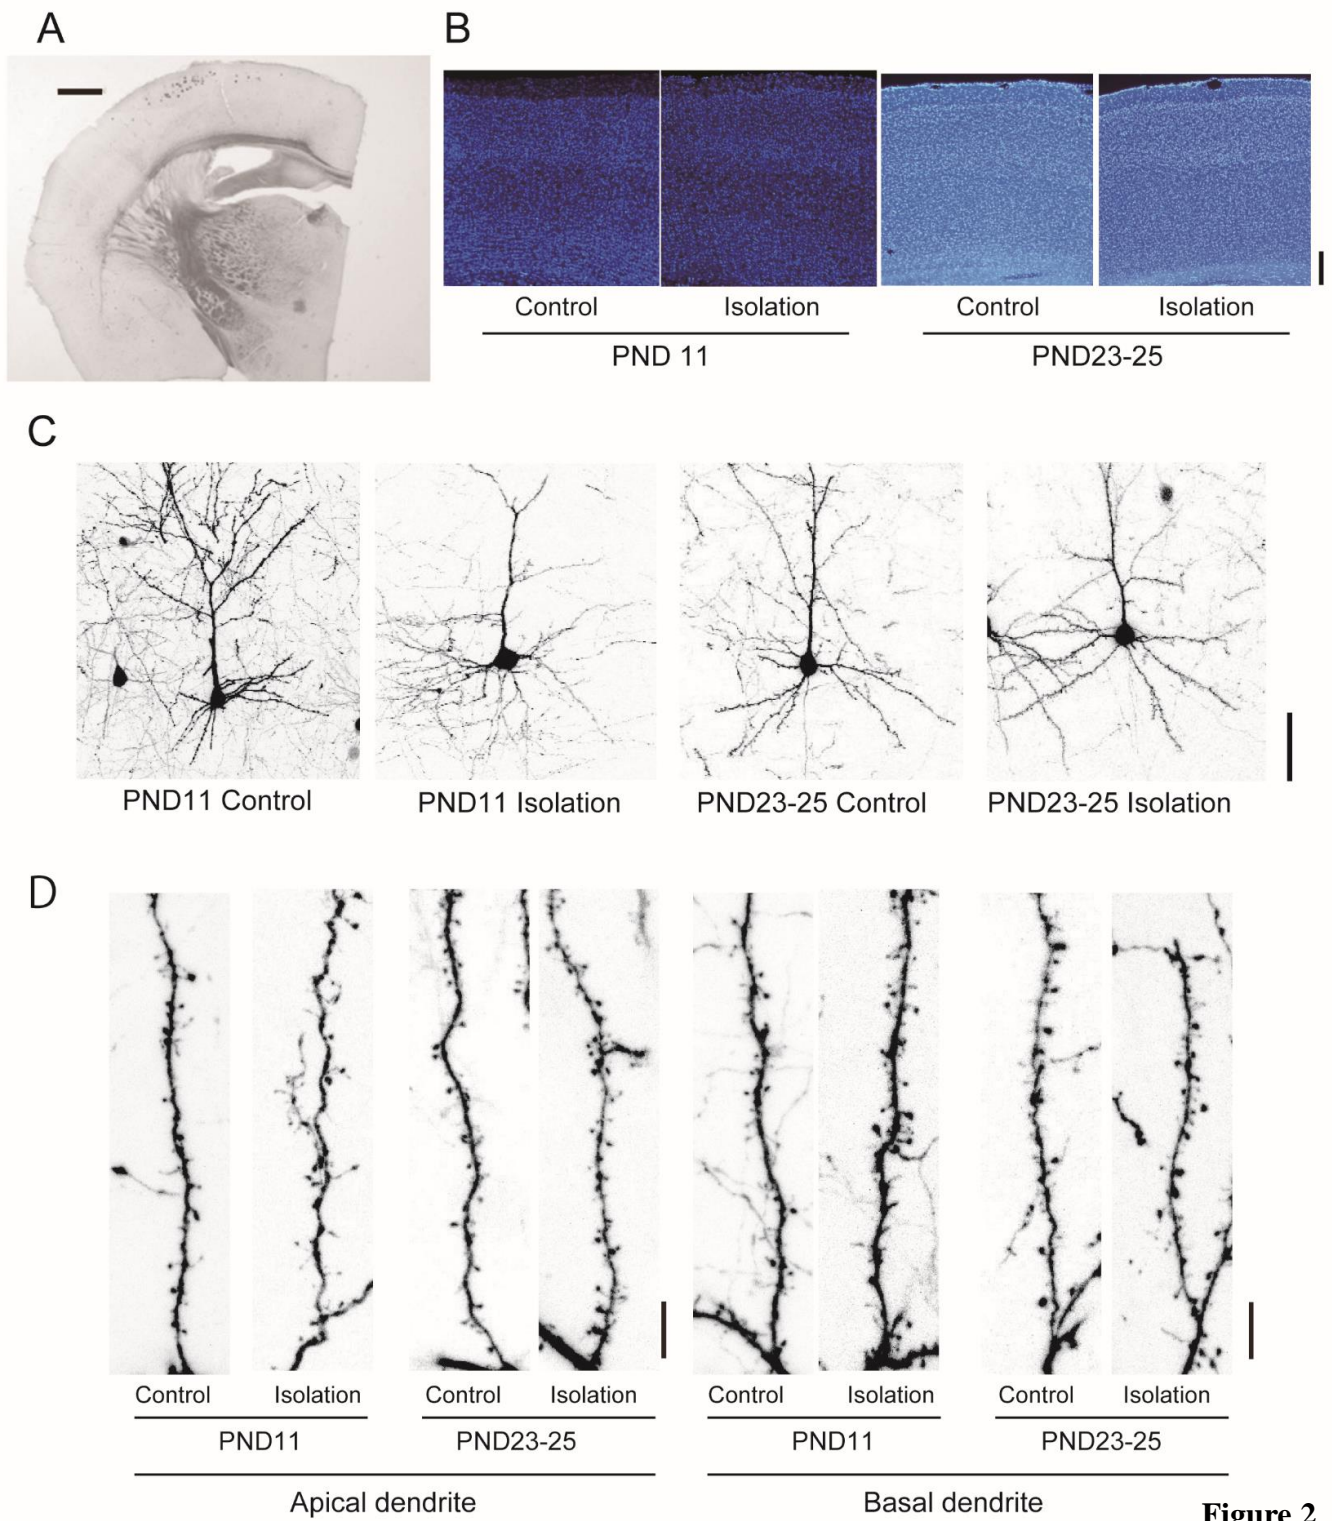 A
B
Control Isolation Control Isolation
PND 11 PND23-25
C
PND11 Control PND11 Isolation PND23-25 Control PND23-25 Isolation
D
Control Isolation Control Isolation Control Isolation Control Isolation
PND11 PND23-25 PND11 PND23-25
Apical dendrite Basal dendrite
Figure 2